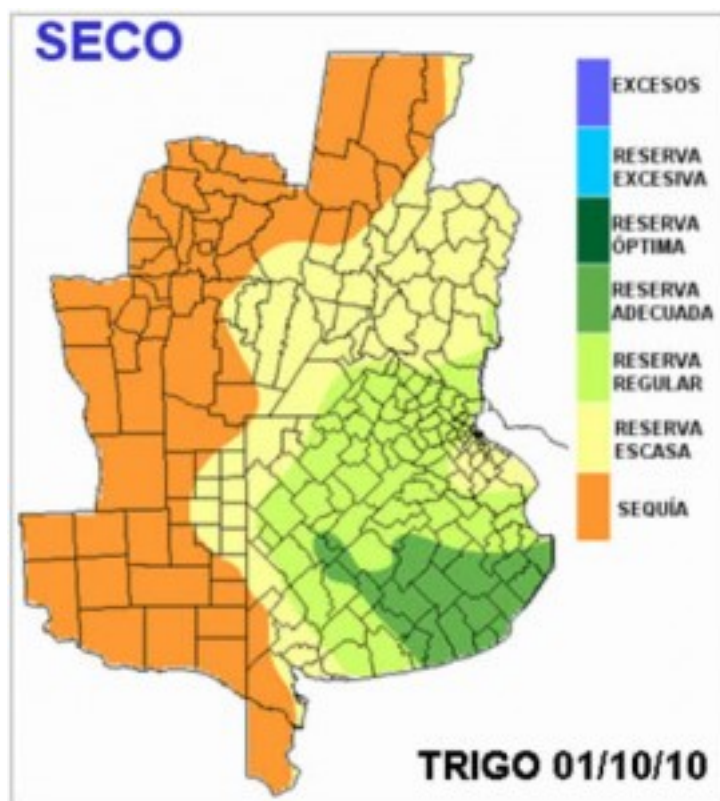 SECO
EXCESOS
RESERVA
EXCESIVA
RESERVA
ÓPTIMA
RESERVA
ADECUADA
RESERVA
REGULAR
RESERVA
ESCASA
SEQUÍA
TRIGO 01/10/10